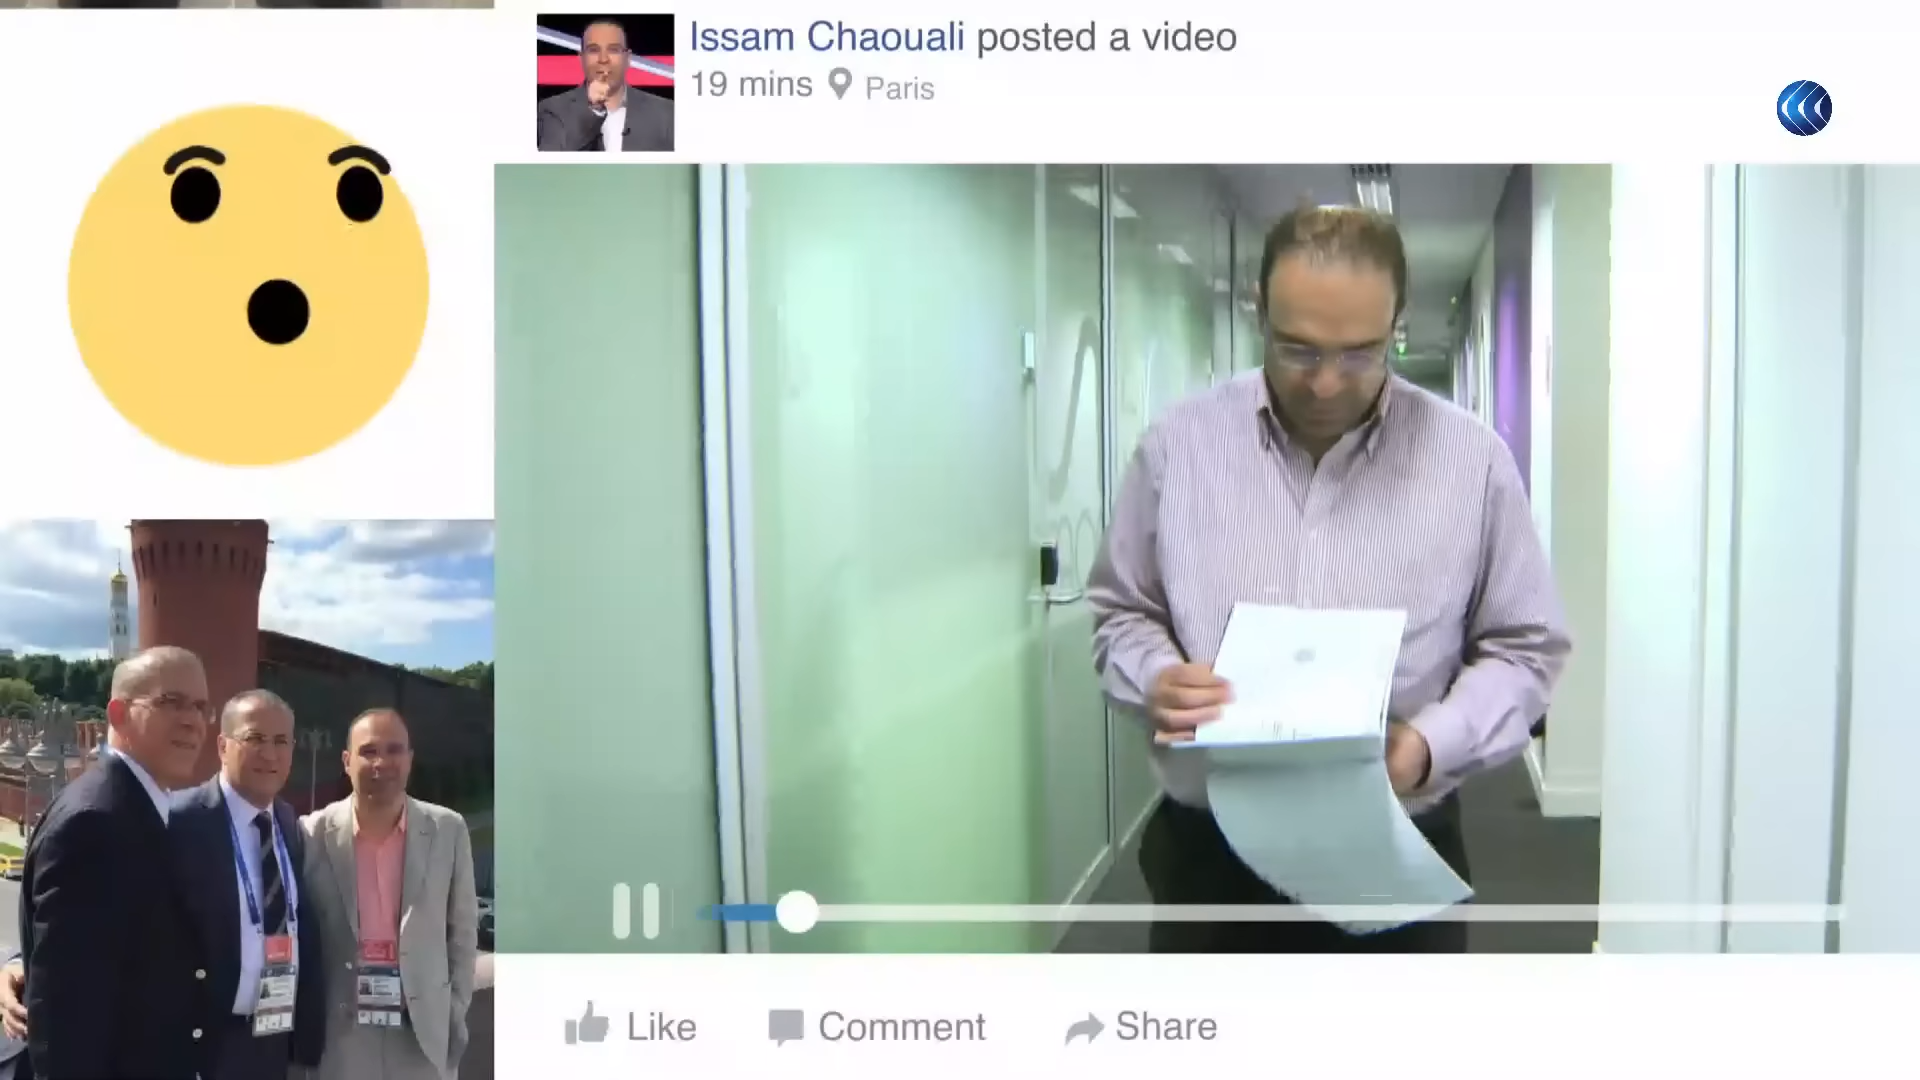 Issam Chaouali posted a video
19 mins Paris
Like Comment Share